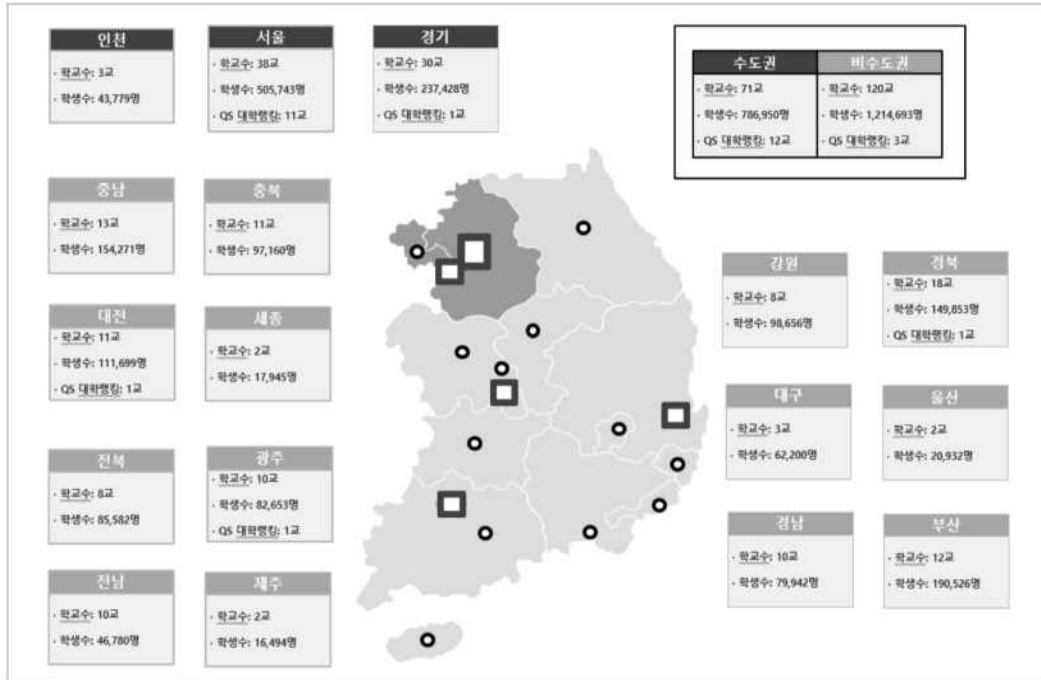 인천
· 학교수: 3교
· 학생수: 43,779명
서울
· 학교수: 38교
· 학생수: 505,743명
· QS 대학랭킹: 11교
경기
· 학교수: 30교
· 학생수: 237,428명
· QS 대학랭킹: 1교
수도권
· 학교수: 71교
· 학생수: 786,950명
· QS 대학랭킹: 12교
비수도권
· 학교수: 120교
· 학생수: 1,214,693명
· QS 대학랭킹: 3교
충남
· 학교수: 13교
· 학생수: 154,271명
충북
· 학교수: 11교
· 학생수: 97,160명
대전
· 학교수: 11교
· 학생수: 111,699명
· QS 대학랭킹: 1교
세종
· 학교수: 2교
· 학생수: 17,945명
전북
· 학교수: 8교
· 학생수: 85,582명
광주
· 학교수: 10교
· 학생수: 82,653명
· QS 대학랭킹: 1교
전남
· 학교수: 10교
· 학생수: 46,780명
제주
· 학교수: 2교
· 학생수: 16,494명
강원
· 학교수: 8교
· 학생수: 98,656명
경북
· 학교수: 18교
· 학생수: 149,853명
· QS 대학랭킹: 1교
대구
· 학교수: 3교
· 학생수: 62,200명
울산
· 학교수: 2교
· 학생수: 20,932명
경남
· 학교수: 10교
· 학생수: 79,942명
부산
· 학교수: 12교
· 학생수: 190,526명